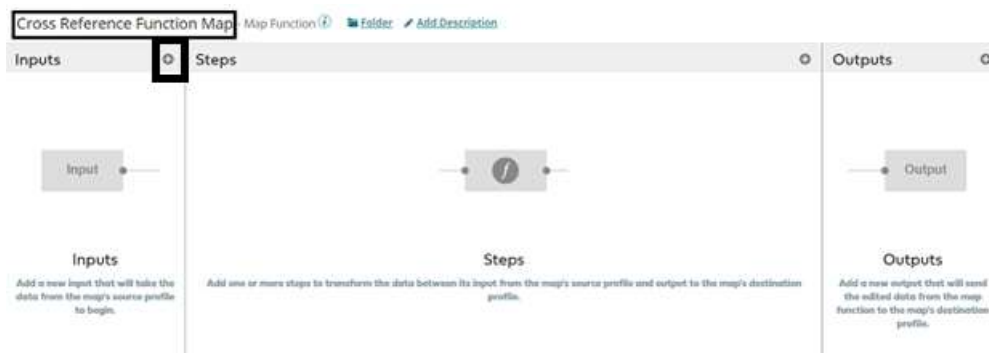 Cross Reference Function Map - Map Function Folder Add Description
Inputs Steps Outputs
Input f Output
Inputs
Add a new input that will take the
data from the map's source profile
to begin.
Steps
Add one or more steps to transform the data between its input from the map's source profile and output to the map's destination
profile.
Outputs
Add a new output that will send
the edited data from the map
function to the map's destination
profile.